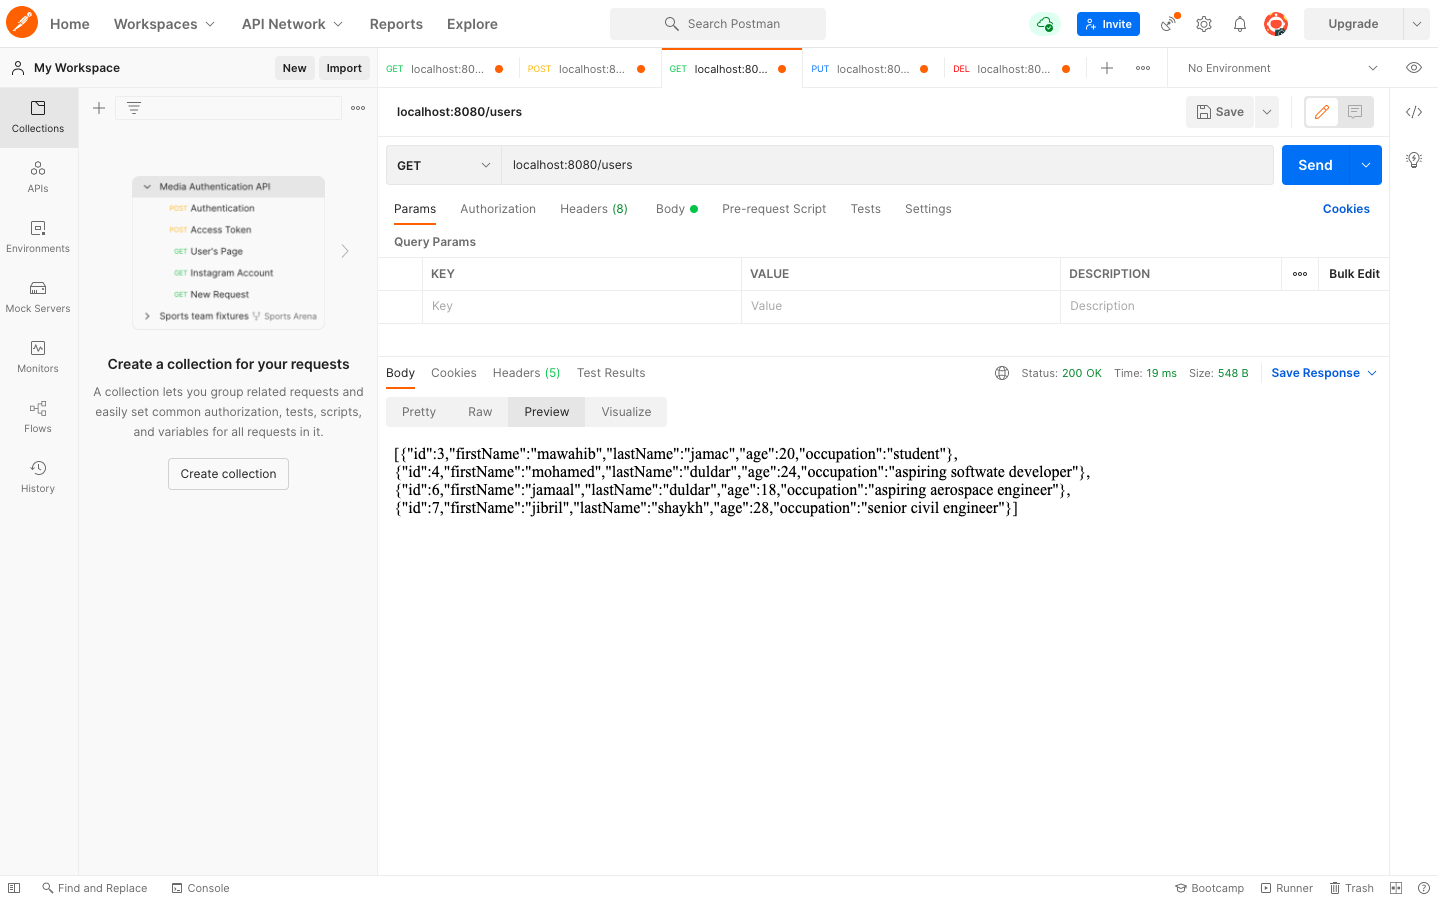 Home Workspaces API Network Reports Explore Search Postman Invite Upgrade
My Workspace New Import GET localhost:80... POST localhost:8... GET localhost:80... PUT localhost:80... DEL localhost:80... No Environment
Collections
APIs
Environments
Mock Servers
Monitors
Flows
History
Media Authentication API
POST Authentication
POST Access Token
GET User's Page
GET Instagram Account
GET New Request
Sports team fixtures Sports Arena
Create a collection for your requests
A collection lets you group related requests and
easily set common authorization, tests, scripts,
and variables for all requests in it.
Create collection
localhost:8080/users Save
GET localhost:8080/users Send
Params Authorization Headers (8) Body Pre-request Script Tests Settings Cookies
Query Params
KEY VALUE DESCRIPTION Bulk Edit
Key Value Description
Body Cookies Headers (5) Test Results Status: 200 OK Time: 19 ms Size: 548 B Save Response
Pretty Raw Preview Visualize
[{"id":3,"firstName":"mawahib","lastName":"jamac","age":20,"occupation":"student"},
{"id":4,"firstName":"mohamed","lastName":"duldar","age":24,"occupation":"aspiring softwate developer"},
{"id":6,"firstName":"jamaal","lastName":"duldar","age":18,"occupation":"aspiring aerospace engineer"},
{"id":7,"firstName":"jibril","lastName":"shaykh","age":28,"occupation":"senior civil engineer"}]
Find and Replace Console Bootcamp Runner Trash